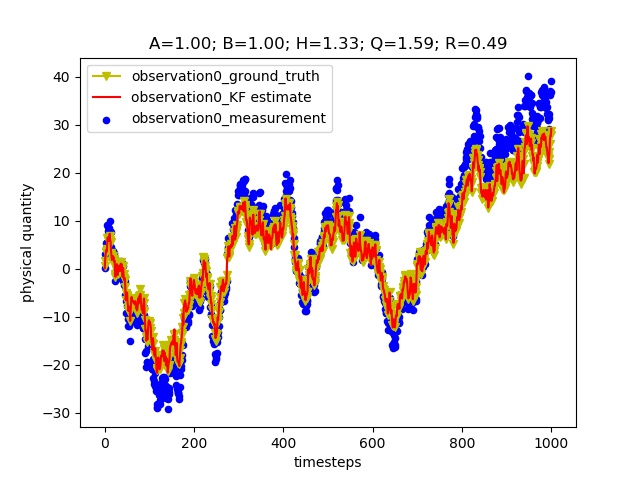 A=1.00; B=1.00; H=1.33; Q=1.59; R=0.49
observation0_ground_truth
observation0_KF estimate
observation0_measurement
physical quantity
40
30
20
10
0
−10
−20
−30
0 200 400 600 800 1000
timesteps